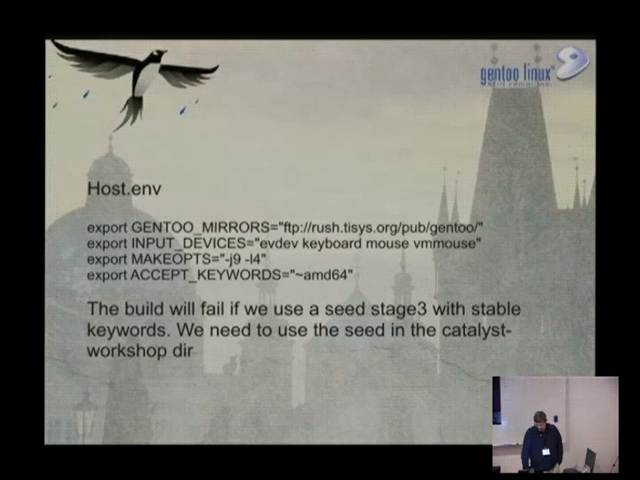 gentoo linux
Host.env
export GENTOO_MIRRORS="ftp://rush.tisys.org/pub/gentoo/"
export INPUT_DEVICES="evdev keyboard mouse vmmouse"
export MAKEOPTS="-j9 -l4"
export ACCEPT_KEYWORDS="~amd64"
The build will fail if we use a seed stage3 with stable
keywords. We need to use the seed in the catalyst-
workshop dir